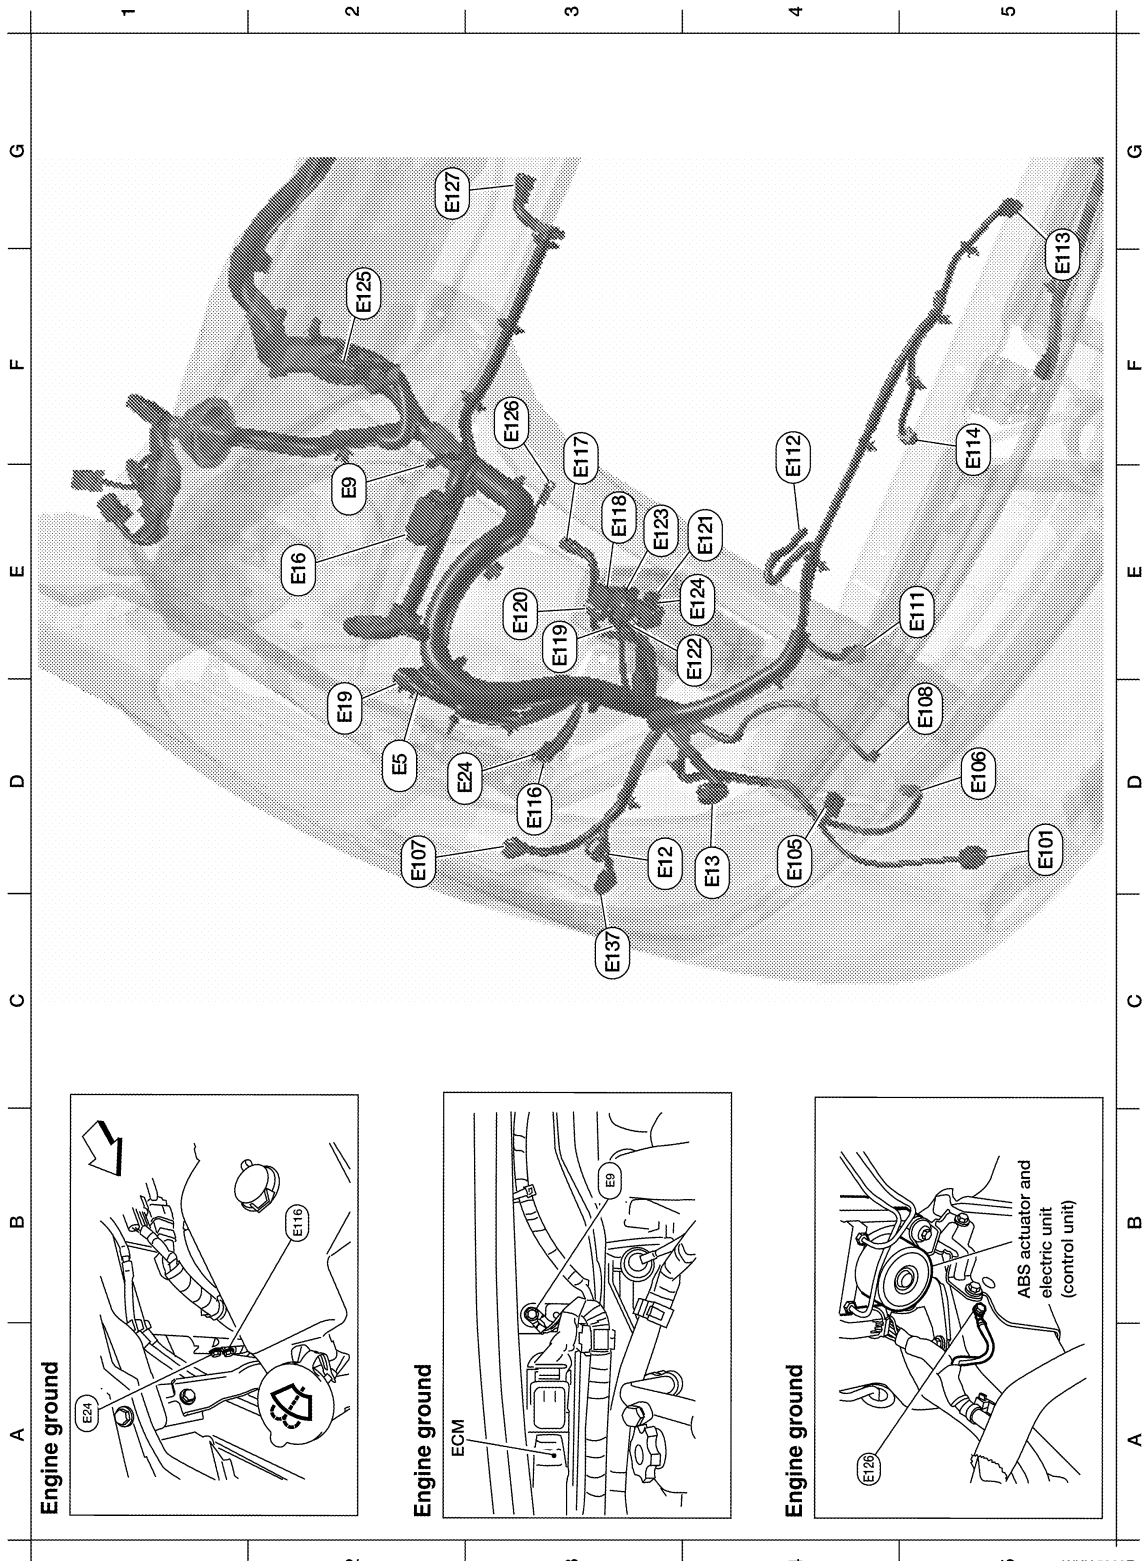 1
2
3
4
5
G
F
E
D
C
B
A
G
F
E
D
C
B
A
E127
E125
E113
E126
E117
E9
E112
E114
E118
E123
E121
E16
E120
E124
E119
E122
E111
E19
E5
E24
E116
E108
E106
E107
E12
E13
E105
E101
E137
Engine ground
E24
E116
Engine ground
ECM
E9
Engine ground
E126
ABS actuator and
electric unit
(control unit)